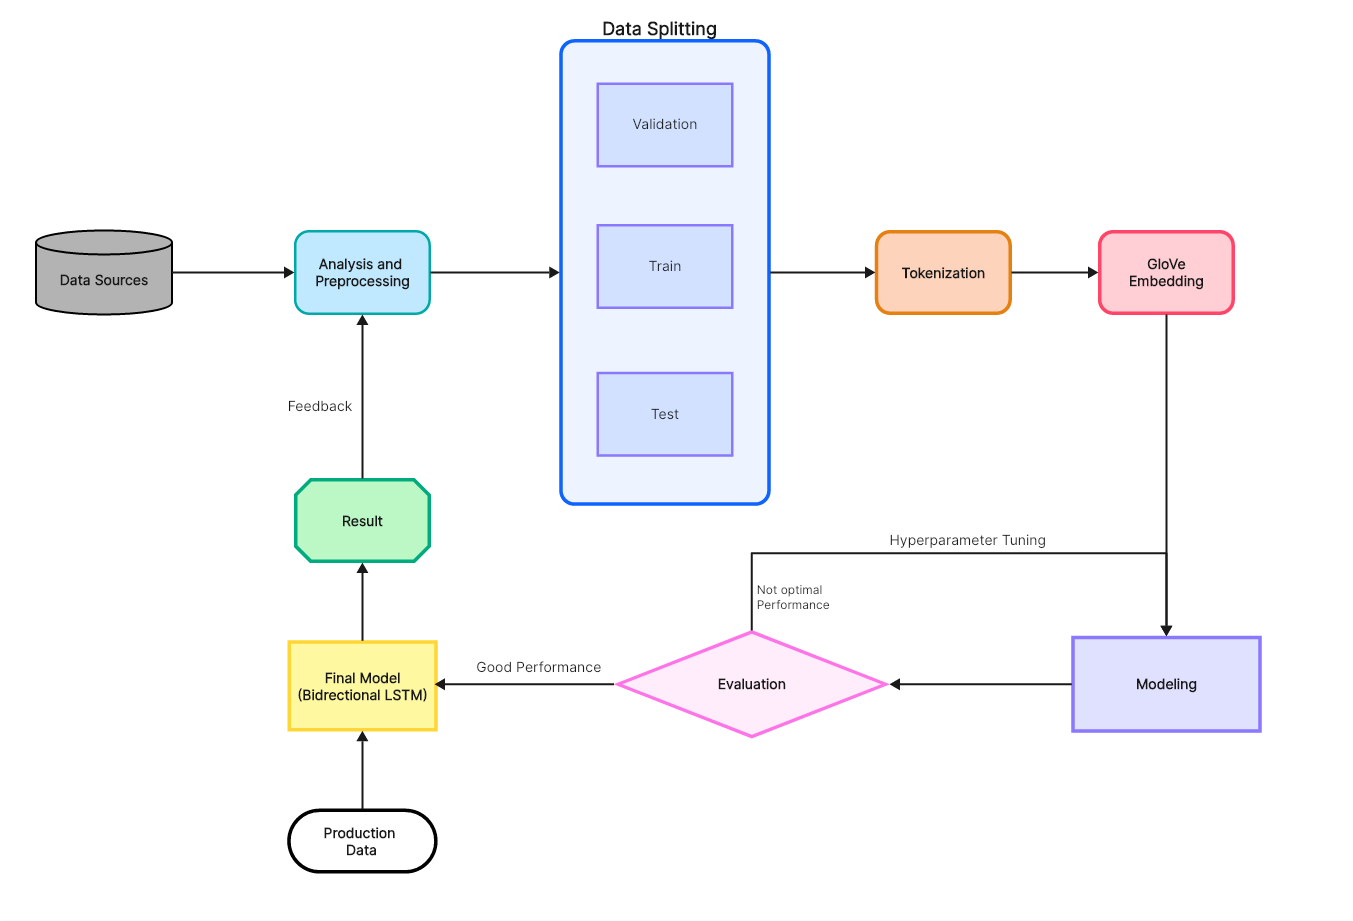 Data Splitting
Validation
Train
Test
Data Sources
Analysis and
Preprocessing
Tokenization
GloVe
Embedding
Feedback
Result
Hyperparameter Tuning
Not optimal
Performance
Good Performance
Evaluation
Modeling
Final Model
(Bidrectional LSTM)
Production
Data